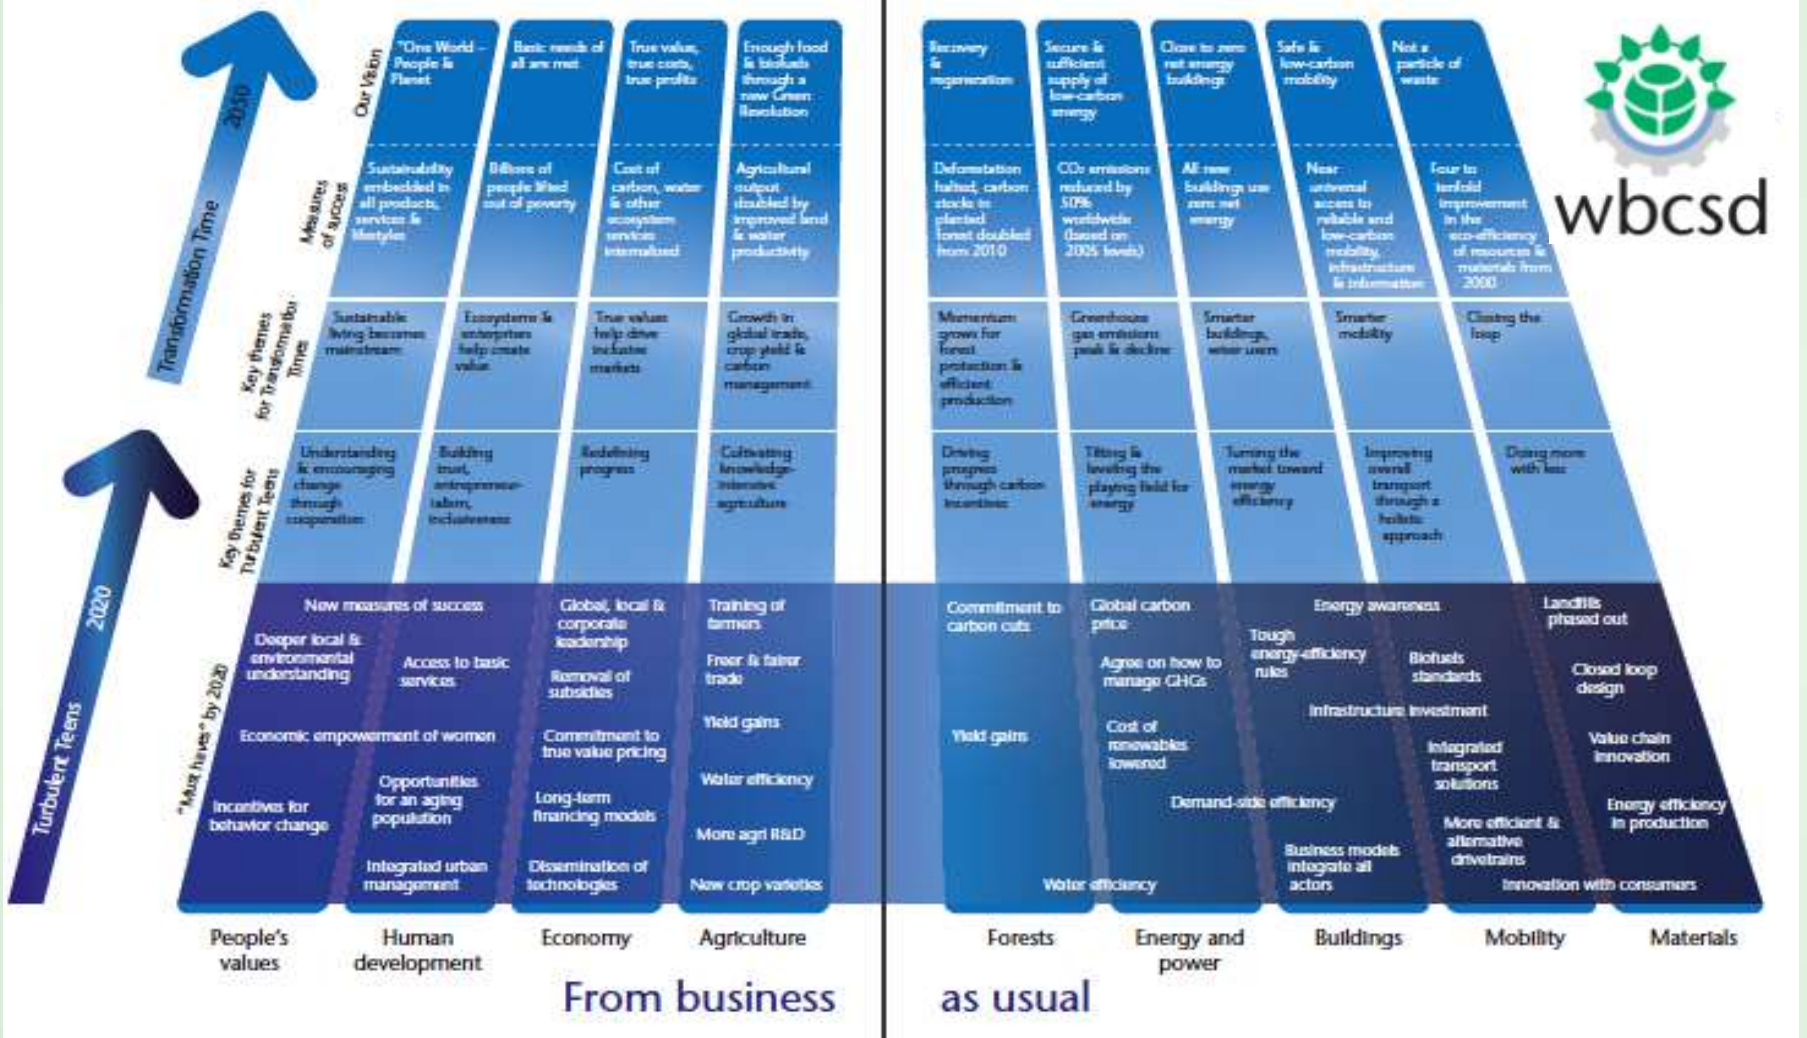 2050
Transformation Time
2020
Turbulent Teens
Our Vision
"One World –
People &
Planet
Basic needs of
all are met
True value,
true costs,
true profits
Enough food
& biofuels
through a
new Green
Revolution
Recovery
&
regeneration
Secure &
sufficient
supply of
low-carbon
energy
Close to zero
net energy
buildings
Safe &
low-carbon
mobility
Not a
particle of
waste
wbcsd
Measures
of success
Sustainability
embedded in
all products,
services &
lifestyles
Billions of
people lifted
out of poverty
Cost of
carbon, water
& other
ecosystem
services
internalized
Agricultural
output
doubled by
improved land
& water
productivity
Deforestation
halted, carbon
stocks in
planted
forest doubled
from 2010
CO₂ emissions
reduced by
50%
worldwide
(based on
2005 levels)
All new
buildings use
zero net
energy
Near
universal
access to
reliable and
low-carbon
mobility,
infrastructure
& information
Four to
tenfold
improvement
in the
eco-efficiency
of resources &
materials from
2000
Key themes
for Transformation
Times
Sustainable
living becomes
mainstream
Ecosystems &
enterprises
help create
value
True values
help drive
inclusive
markets
Growth in
global trade,
crop yield &
carbon
management
Momentum
grows for
forest
protection &
efficient
production
Greenhouse
gas emissions
peak & decline
Smarter
buildings,
wiser users
Smarter
mobility
Closing the
loop
Key themes for
Turbulent Teens
Understanding
& encouraging
change
through
cooperation
Building
trust,
entrepreneur-
ialism,
inclusiveness
Redefining
progress
Cultivating
knowledge-
intensive
agriculture
Driving
progress
through carbon
incentives
Tilting &
leveling the
playing field for
energy
Turning the
market toward
energy
efficiency
Improving
overall
transport
through a
holistic
approach
Doing more
with less
"Must haves" by 2020
New measures of success
Deeper local &
environmental
understanding
Access to basic
services
Economic empowerment of women
Opportunities
for an aging
population
Incentives for
behavior change
Integrated urban
management
Global, local &
corporate
leadership
Removal of
subsidies
Commitment to
true value pricing
Long-term
financing models
Dissemination of
technologies
Training of
farmers
Freer & fairer
trade
Yield gains
Water efficiency
More agri R&D
New crop varieties
Commitment to
carbon cuts
Yield gains
Water efficiency
Global carbon
price
Agree on how to
manage GHGs
Cost of
renewables
lowered
Demand-side efficiency
Energy awareness
Tough
energy-efficiency
rules
Infrastructure investment
Business models
integrate all
actors
Biofuels
standards
Integrated
transport
solutions
More efficient &
alternative
drivetrains
Landfills
phased out
Closed loop
design
Value chain
innovation
Energy efficiency
in production
Innovation with consumers
People's
values
Human
development
Economy
Agriculture
Forests
Energy and
power
Buildings
Mobility
Materials
From business as usual